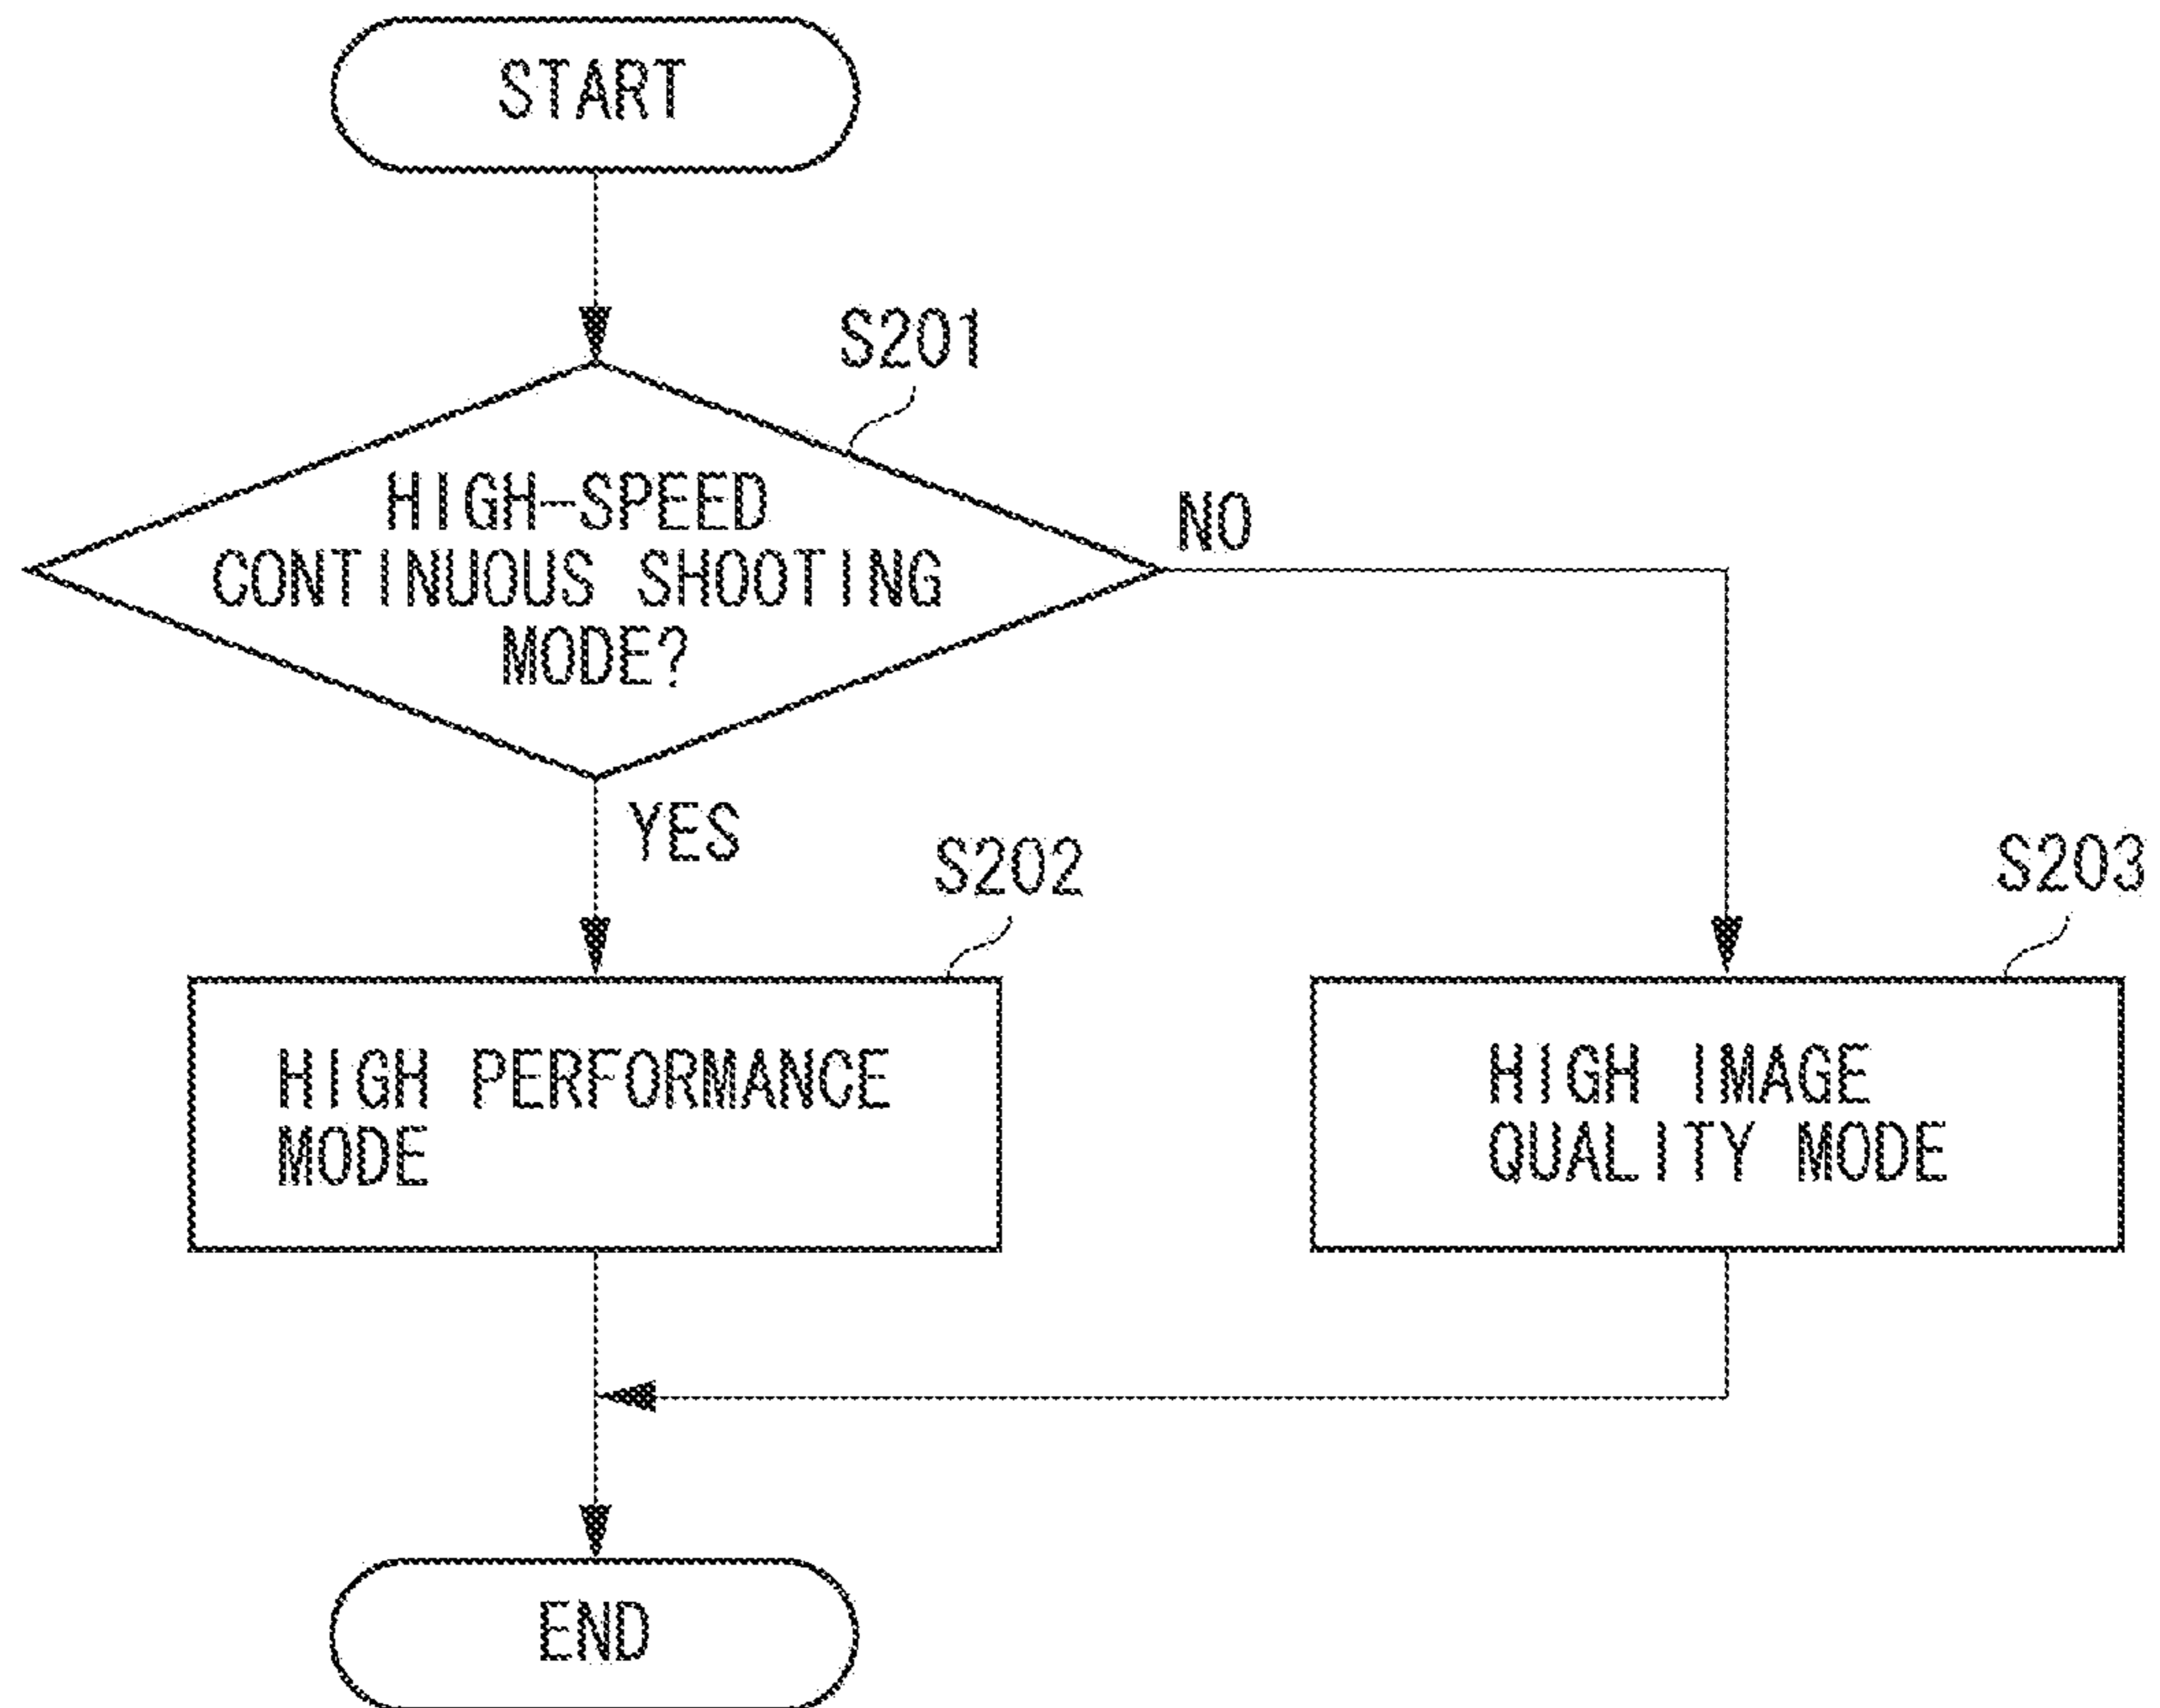 START
S201
HIGH-SPEED
CONTINUOUS SHOOTING
MODE?
NO
YES
S202
S203
HIGH PERFORMANCE
MODE
HIGH IMAGE
QUALITY MODE
END